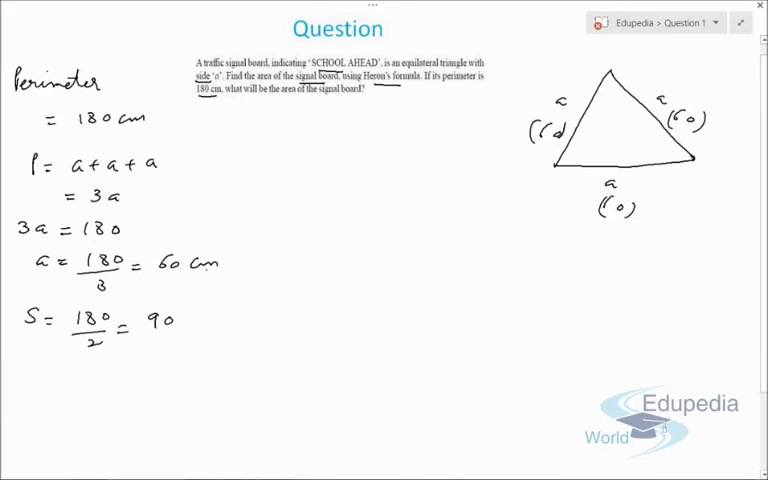 Question
Edupedia > Question 1
A traffic signal board, indicating 'SCHOOL AHEAD', is an equilateral triangle with
side 'a'. Find the area of the signal board, using Heron's formula. If its perimeter is
180 cm, what will be the area of the signal board?
Perimeter
= 180 cm
P = a + a + a
= 3a
3a = 180
a = 180/3 = 60 cm
S = 180/2 = 90
a
(60)
a
(60)
a
(60)
Edupedia
World